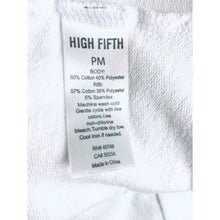 HIGH FIFTH
PM
BODY:
60% Cotton 40% Polyester
Rib:
57% Cotton 38% Polyester
5% Spandex
Machine wash cold
Gentle cycle with like
colors. Use
non-chlorine
bleach.Tumble dry low.
Cool iron if needed.
RN# 45745
CA# 55254
Made in China